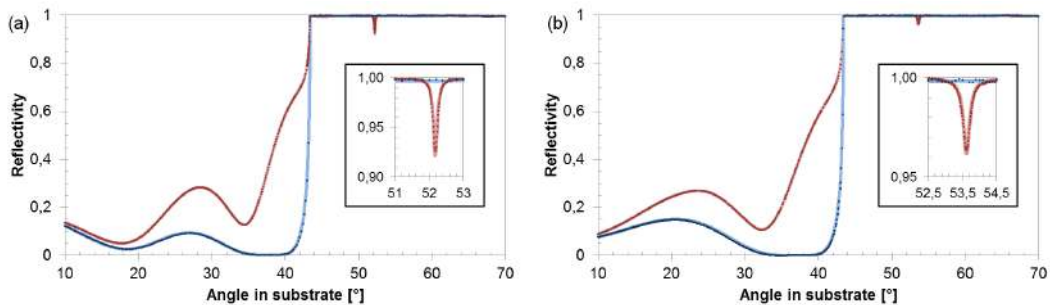 (a)
Reflectivity
1
0,8
0,6
0,4
0,2
0
1,00
0,95
0,90
51 52 53
10 20 30 40 50 60 70
Angle in substrate [°]
(b)
Reflectivity
1
0,8
0,6
0,4
0,2
0
1,00
0,95
52,5 53,5 54,5
10 20 30 40 50 60 70
Angle in substrate [°]